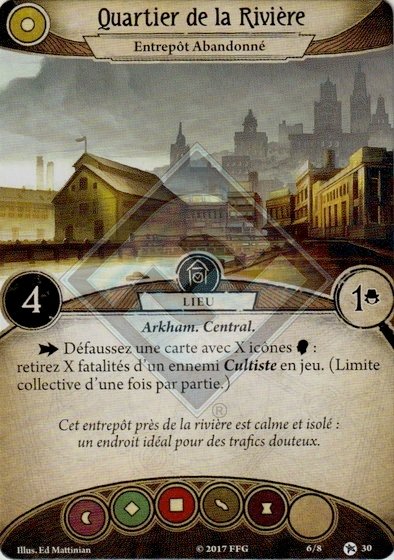 Quartier de la Rivière
Entrepôt Abandonné
4
LIEU
1
Arkham. Central.
Défaussez une carte avec X icônes :
retirez X fatalités d'un ennemi Cultiste en jeu. (Limite
collective d'une fois par partie.)
®
Cet entrepôt près de la rivière est calme et isolé :
un endroit idéal pour des trafics douteux.
Illus. Ed Mattinian
© 2017 FFG
6/8
30